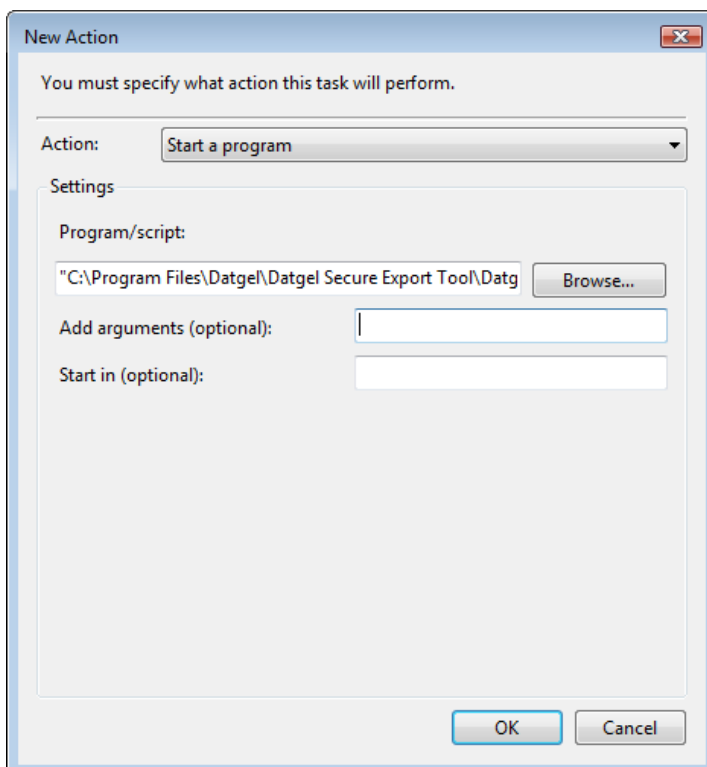 New Action
You must specify what action this task will perform.
Action: Start a program
Settings
Program/script:
"C:\Program Files\Datgel\Datgel Secure Export Tool\Datg Browse...
Add arguments (optional):
Start in (optional):
OK Cancel